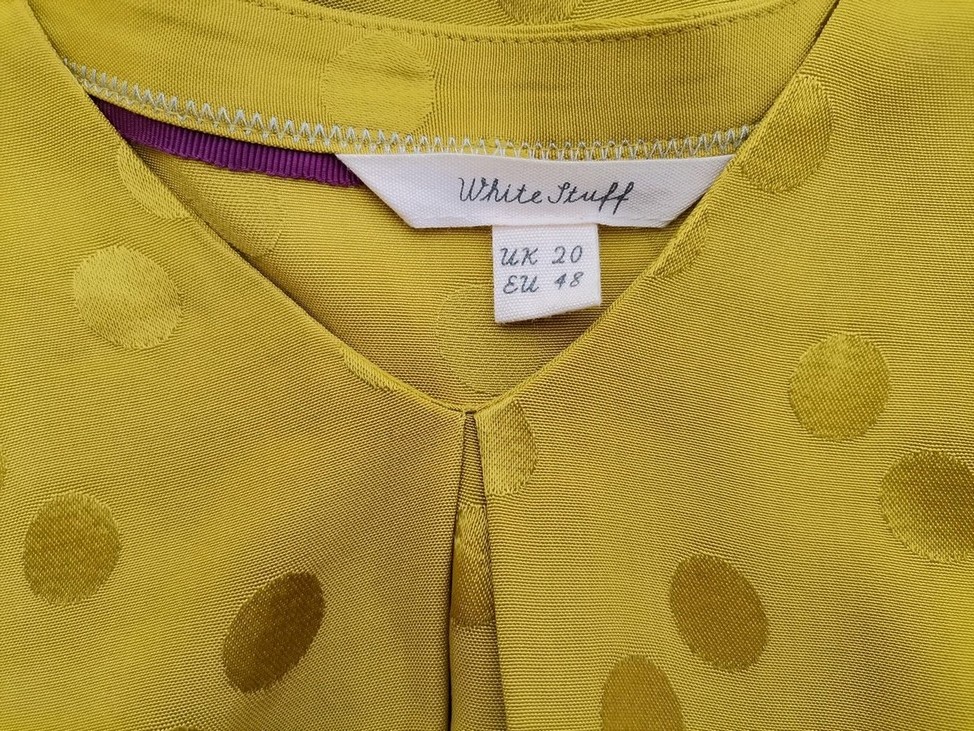 White Stuff
UK 20
EU 48